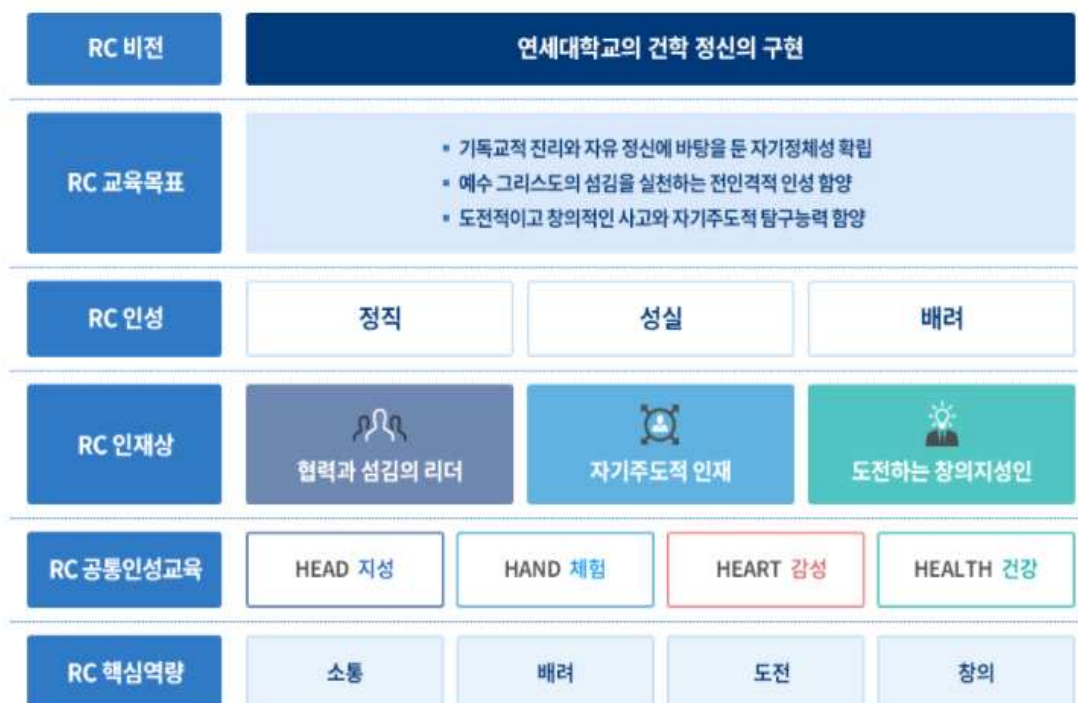 RC 비전
연세대학교의 건학 정신의 구현
RC 교육목표
▪ 기독교적 진리와 자유 정신에 바탕을 둔 자기정체성 확립
▪ 예수 그리스도의 섬김을 실천하는 전인격적 인성 함양
▪ 도전적이고 창의적인 사고와 자기주도적 탐구능력 함양
RC 인성
정직
성실
배려
RC 인재상
협력과 섬김의 리더
자기주도적 인재
도전하는 창의지성인
RC 공통인성교육
HEAD 지성
HAND 체험
HEART 감성
HEALTH 건강
RC 핵심역량
소통
배려
도전
창의